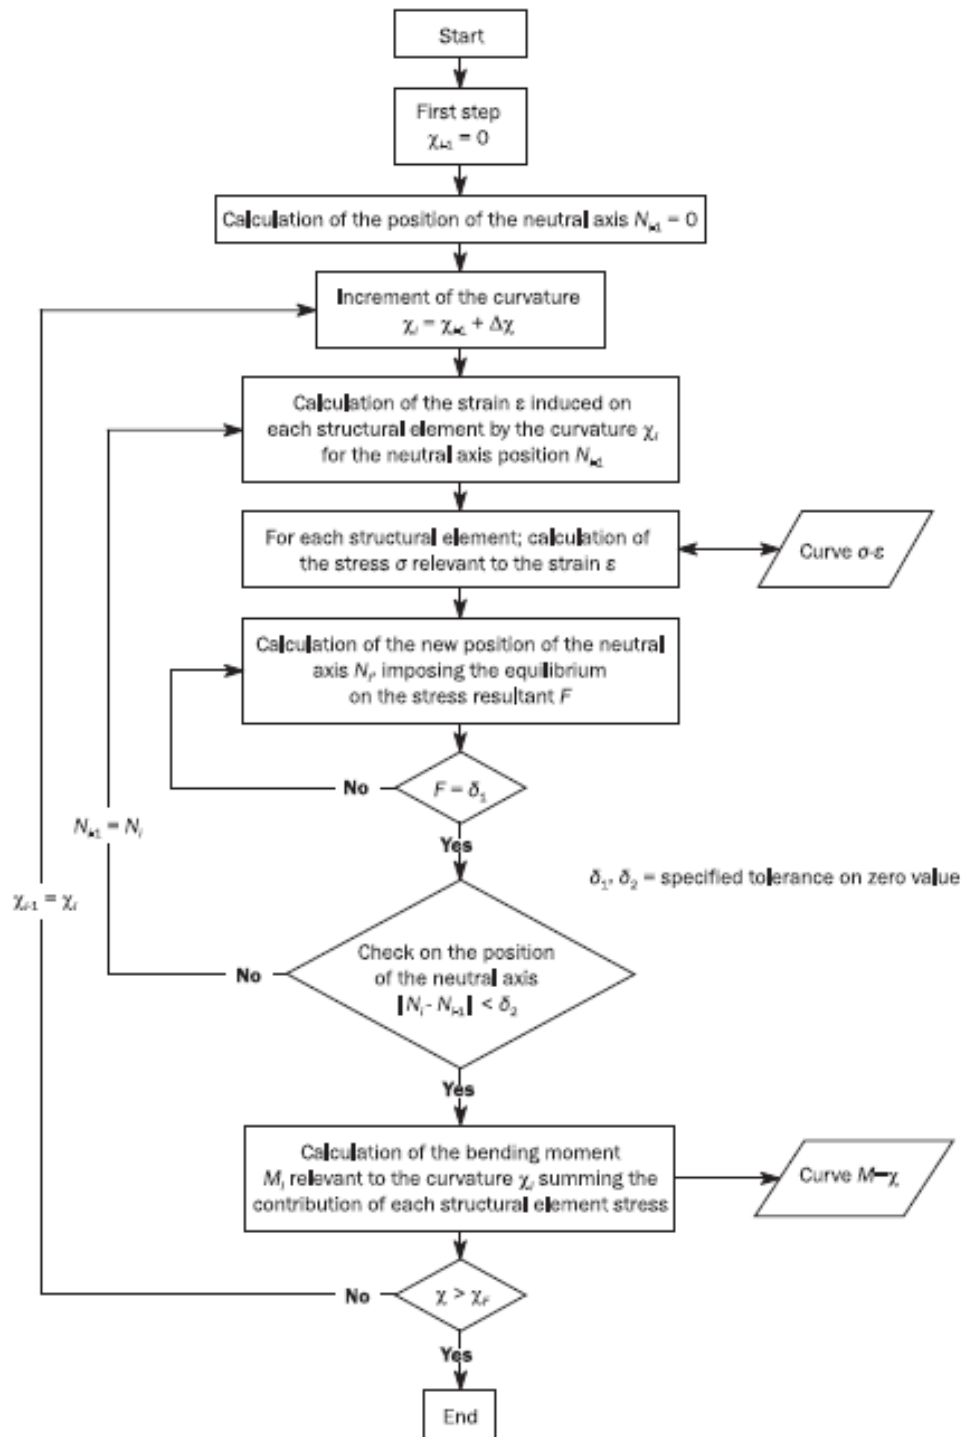 Start
First step
χᵢ₋₁ = 0
Calculation of the position of the neutral axis Nᵢ₋₁ = 0
Increment of the curvature
χᵢ = χᵢ₋₁ + Δχ
Calculation of the strain ε induced on
each structural element by the curvature χᵢ
for the neutral axis position Nᵢ₋₁
For each structural element; calculation of
the stress σ relevant to the strain ε
Curve σ-ε
Calculation of the new position of the neutral
axis Nᵢ, imposing the equilibrium
on the stress resultant F
No
F = δ₁
Nᵢ₋₁ = Nᵢ
Yes
δ₁, δ₂ = specified tolerance on zero value
χᵢ₋₁ = χᵢ
Check on the position
of the neutral axis
|Nᵢ - Nᵢ₋₁| < δ₂
No
Yes
Calculation of the bending moment
Mᵢ relevant to the curvature χᵢ summing the
contribution of each structural element stress
Curve M–χ
No
χ > χ_F
Yes
End